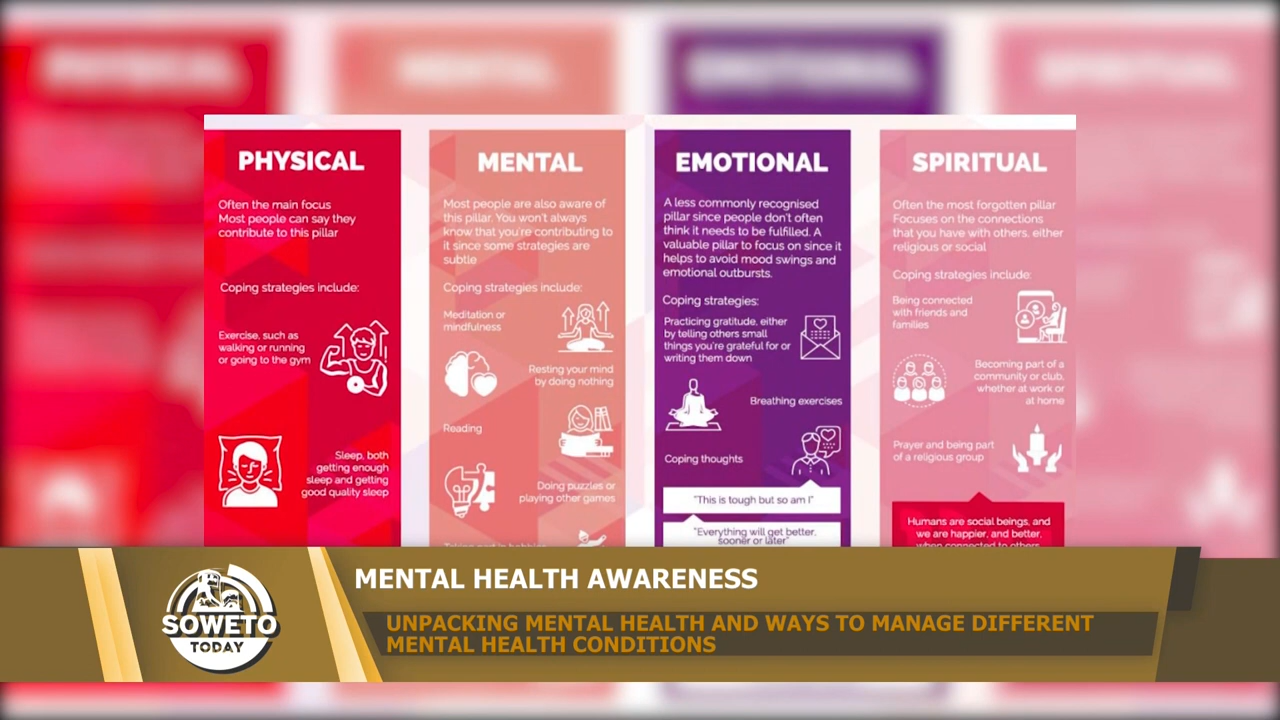 PHYSICAL
Often the main focus
Most people can say they
contribute to this pillar
Coping strategies include:
Exercise, such as
walking or running
or going to the gym
Sleep, both
getting enough
sleep and getting
good quality sleep
MENTAL
Most people are also aware of
this pillar. You won't always
know that you're contributing to
it since some strategies are
subtle
Coping strategies include:
Meditation or
mindfulness
Resting your mind
by doing nothing
Reading
Doing puzzles or
playing other games
Taking part in hobbies
EMOTIONAL
A less commonly recognised
pillar since people don't often
think it needs to be fulfilled. A
valuable pillar to focus on since it
helps to avoid mood swings and
emotional outbursts.
Coping strategies:
Practicing gratitude, either
by telling others small
things you're grateful for or
writing them down
Breathing exercises
Coping thoughts
"This is tough but so am I"
"Everything will get better,
sooner or later"
SPIRITUAL
Often the most forgotten pillar
Focuses on the connections
that you have with others, either
religious or social
Coping strategies include:
Being connected
with friends and
families
Becoming part of a
community or club,
whether at work or
at home
Prayer and being part
of a religious group
Humans are social beings, and
we are happier, and better,
when connected to others
MENTAL HEALTH AWARENESS
UNPACKING MENTAL HEALTH AND WAYS TO MANAGE DIFFERENT
MENTAL HEALTH CONDITIONS
SOWETO
TODAY